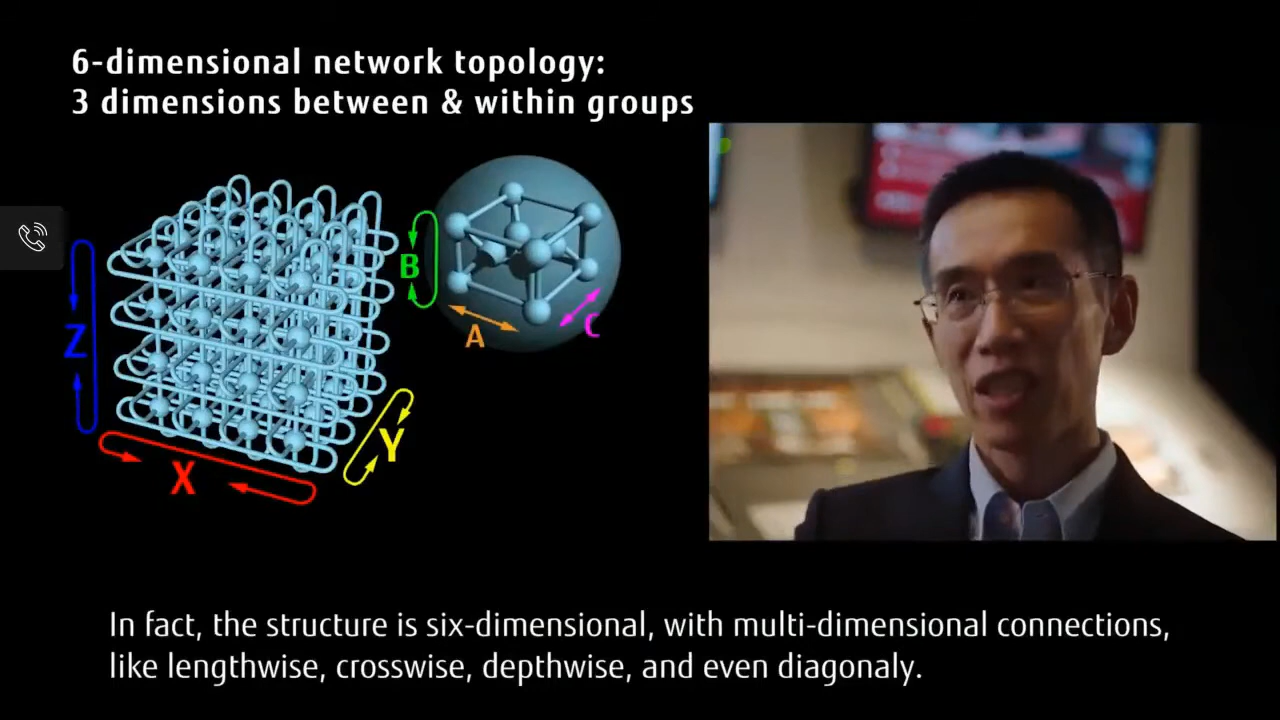 6-dimensional network topology:
3 dimensions between & within groups
B
A
C
Z
Y
X
In fact, the structure is six-dimensional, with multi-dimensional connections,
like lengthwise, crosswise, depthwise, and even diagonaly.